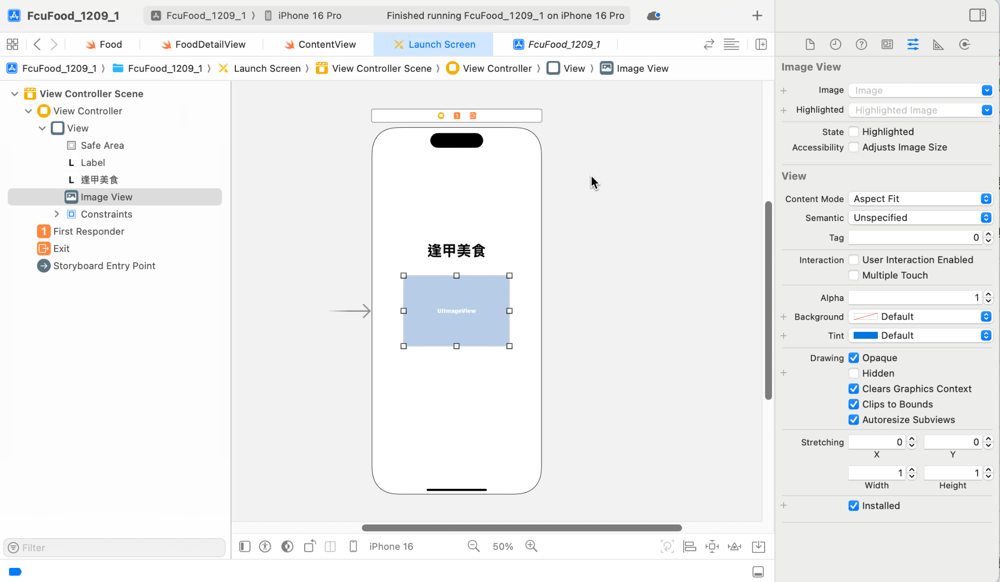 FcuFood_1209_1
FcuFood_1209_1 iPhone 16 Pro
Finished running FcuFood_1209_1 on iPhone 16 Pro
Food
FoodDetailView
ContentView
Launch Screen
FcuFood_1209_1
FcuFood_1209_1 FcuFood_1209_1 Launch Screen View Controller Scene View Controller View Image View
View Controller Scene
View Controller
View
Safe Area
L Label
L 逢甲美食
Image View
Constraints
1 First Responder
Exit
Storyboard Entry Point
Filter
1
逢甲美食
UIImageView
iPhone 16
50%
Image View
Image Image
Highlighted Highlighted Image
State Highlighted
Accessibility Adjusts Image Size
View
Content Mode Aspect Fit
Semantic Unspecified
Tag 0
Interaction User Interaction Enabled
Multiple Touch
Alpha 1
Background Default
Tint Default
Drawing Opaque
Hidden
Clears Graphics Context
Clips to Bounds
Autoresize Subviews
Stretching 0 0
X Y
1 1
Width Height
Installed